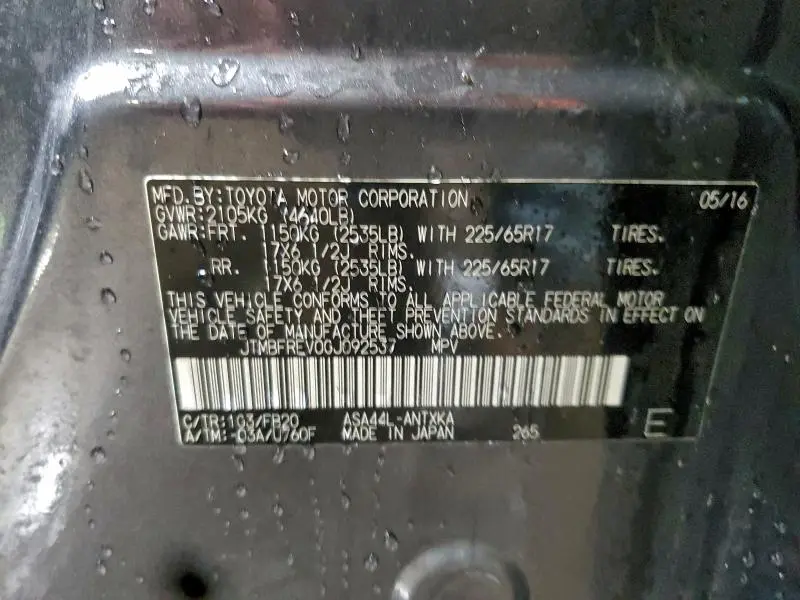 MFD.BY:TOYOTA MOTOR CORPORATION 05/16
GVWR:2105KG (4640LB)
GAWR:FRT. 1150KG (2535LB) WITH 225/65R17 TIRES.
17X6 1/2J RIMS.
RR. 1150KG (2535LB) WITH 225/65R17 TIRES.
17X6 1/2J RIMS.
THIS VEHICLE CONFORMS TO ALL APPLICABLE FEDERAL MOTOR
VEHICLE SAFETY AND THEFT PREVENTION STANDARDS IN EFFECT ON
THE DATE OF MANUFACTURE SHOWN ABOVE.
JTMBFREV0GJ092537 MPV
C/TR:103/FB20 ASA44L-ANTXKA
A/TM:-03A/U760F MADE IN JAPAN 265 E